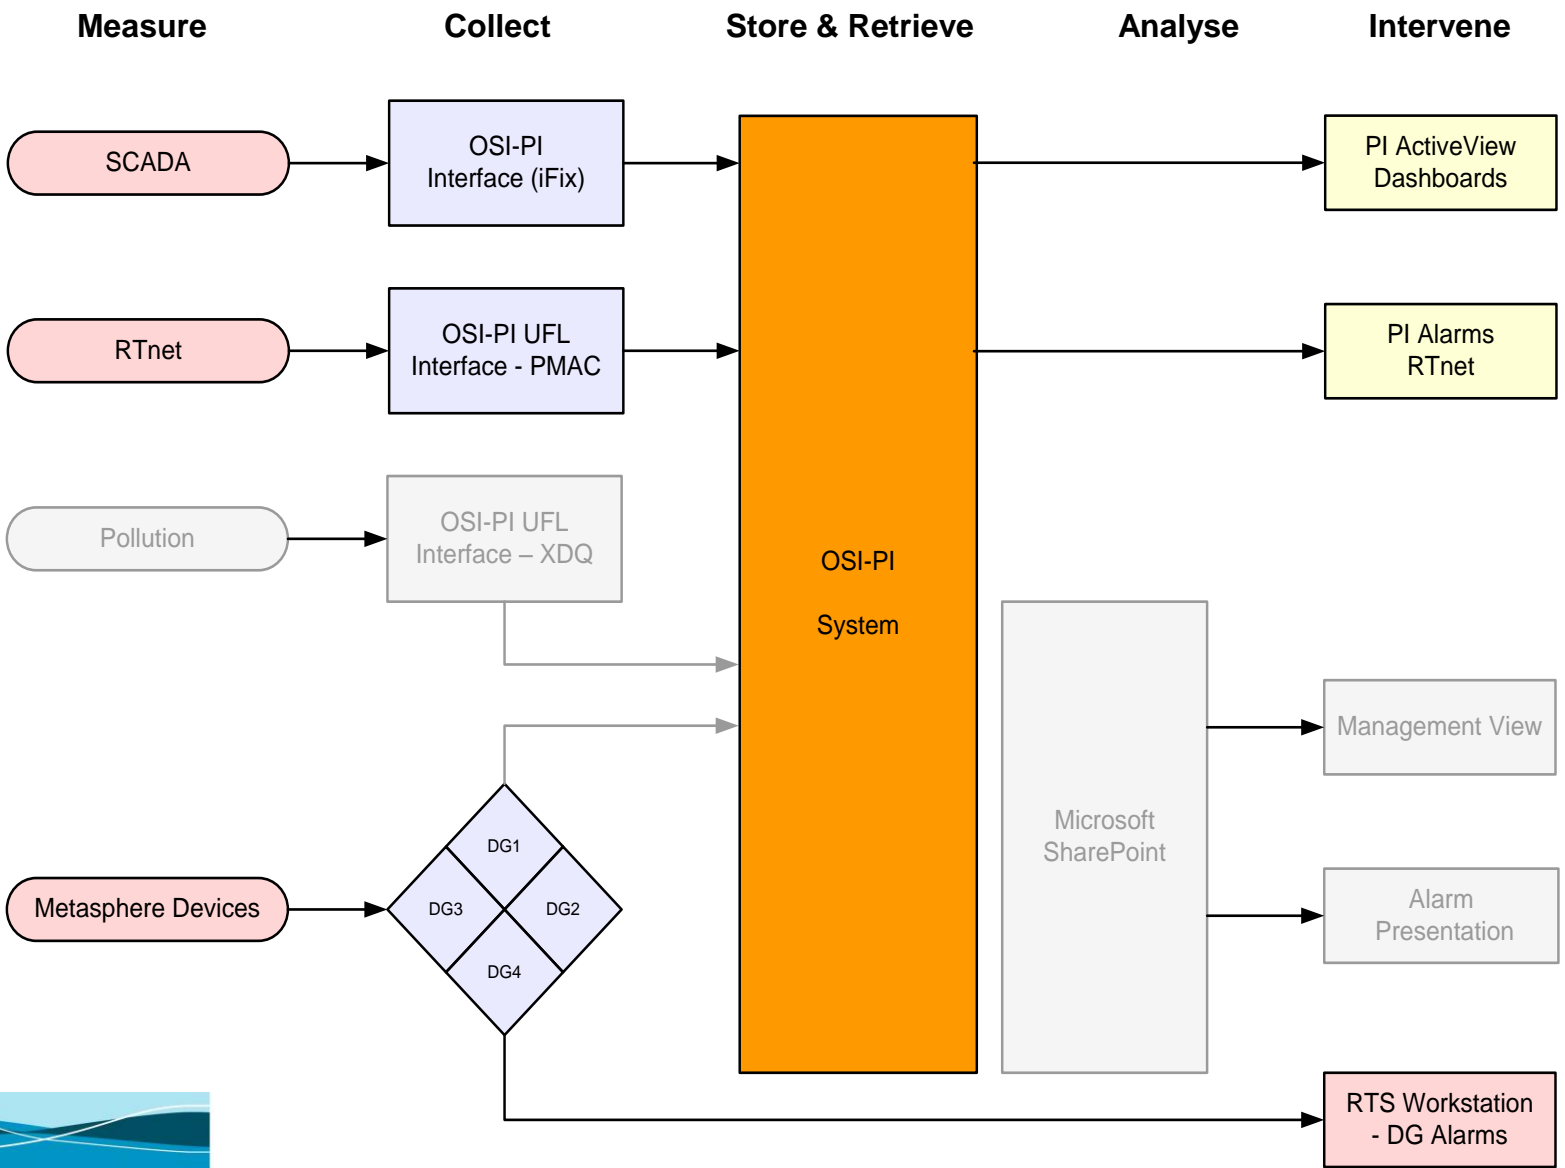 Measure
Collect
Store & Retrieve
Analyse
Intervene
SCADA
OSI-PI
Interface (iFix)
PI ActiveView
Dashboards
RTnet
OSI-PI UFL
Interface - PMAC
PI Alarms
RTnet
Pollution
OSI-PI UFL
Interface – XDQ
OSI-PI
System
Management View
Microsoft
SharePoint
Metasphere Devices
DG1
DG3
DG2
DG4
Alarm
Presentation
RTS Workstation
- DG Alarms